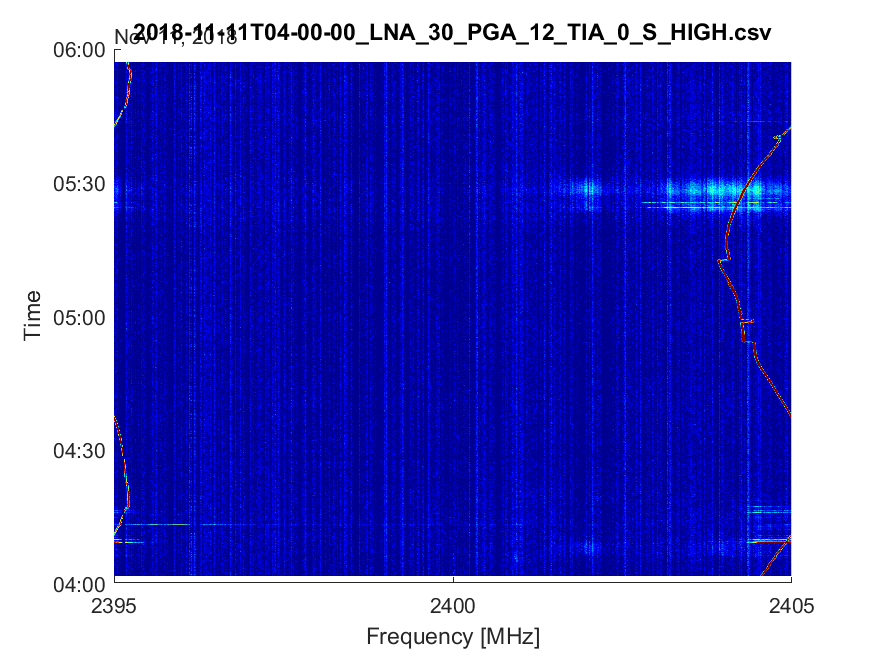 2018-11-11T04-00-00_LNA_30_PGA_12_TIA_0_S_HIGH.csv
Nov 11, 2018
06:00
05:30
05:00
04:30
04:00
Time
2395
2400
2405
Frequency [MHz]